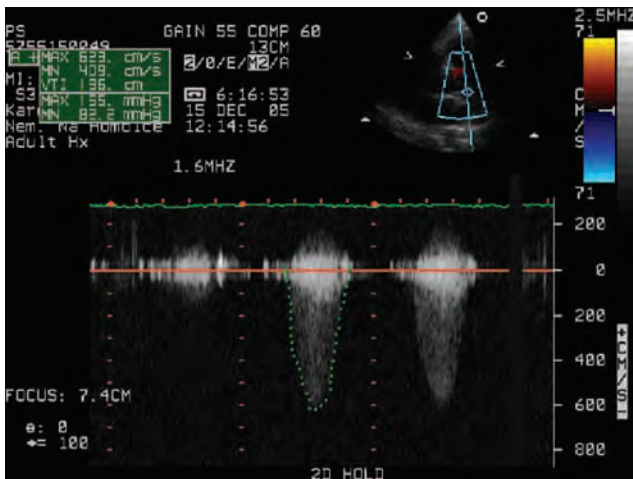 PS GAIN 55 COMP 60 2.5MHZ
5755150049 13CM 71
A + MAX 623. cm/s
MN 409. cm/s 2/0/E/M2/A
MI: VTI 136. cm
S3 MAX 155. mmHg 6:16:53
MN 82.2 mmHg 15 DEC 05
Nem. Na Homolce 12:14:56
Adult Hx
1.6MHZ
71
200
0
200
400
FOCUS: 7.4CM
600
θ: 0
100
800
+CM/S
2D HOLD